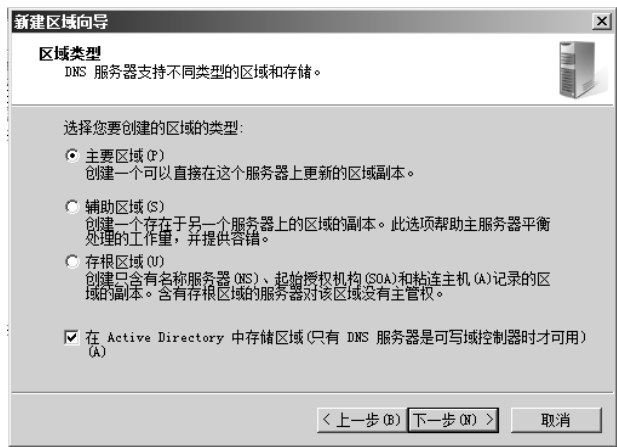 新建区域向导
区域类型
DNS 服务器支持不同类型的区域和存储。
选择您要创建的区域的类型:
主要区域(P)
创建一个可以直接在这个服务器上更新的区域副本。
辅助区域(S)
创建一个存在于另一个服务器上的区域的副本。此选项帮助主服务器平衡
处理的工作量，并提供容错。
存根区域(U)
创建只含有名称服务器(NS)、起始授权机构(SOA)和粘连主机(A)记录的区
域的副本。含有存根区域的服务器对该区域没有主管权。
在 Active Directory 中存储区域(只有 DNS 服务器是可写域控制器时才可用)
(A)
< 上一步(B) 下一步(N) > 取消